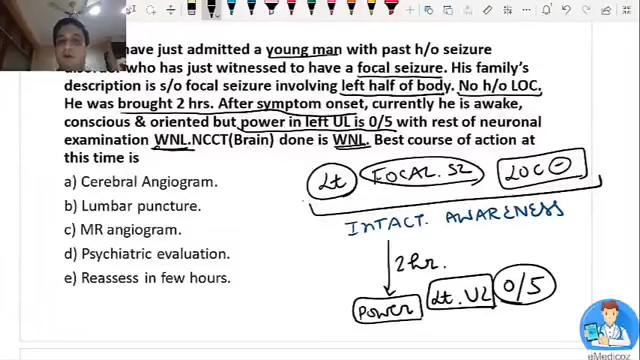 have just admitted a young man with past h/o seizure
disorder who has just witnessed to have a focal seizure. His family's
description is s/o focal seizure involving left half of body. No h/o LOC.
He was brought 2 hrs. After symptom onset, currently he is awake,
conscious & oriented but power in left UL is 0/5 with rest of neuronal
examination WNL.NCCT(Brain) done is WNL. Best course of action at
this time is
a) Cerebral Angiogram.
b) Lumbar puncture.
c) MR angiogram.
d) Psychiatric evaluation.
e) Reassess in few hours.
Lt FOCAL. SZ LOC ⊖
INTACT. AWARENESS
2hr.
Power Lt. UL 0/5
eMedicoz